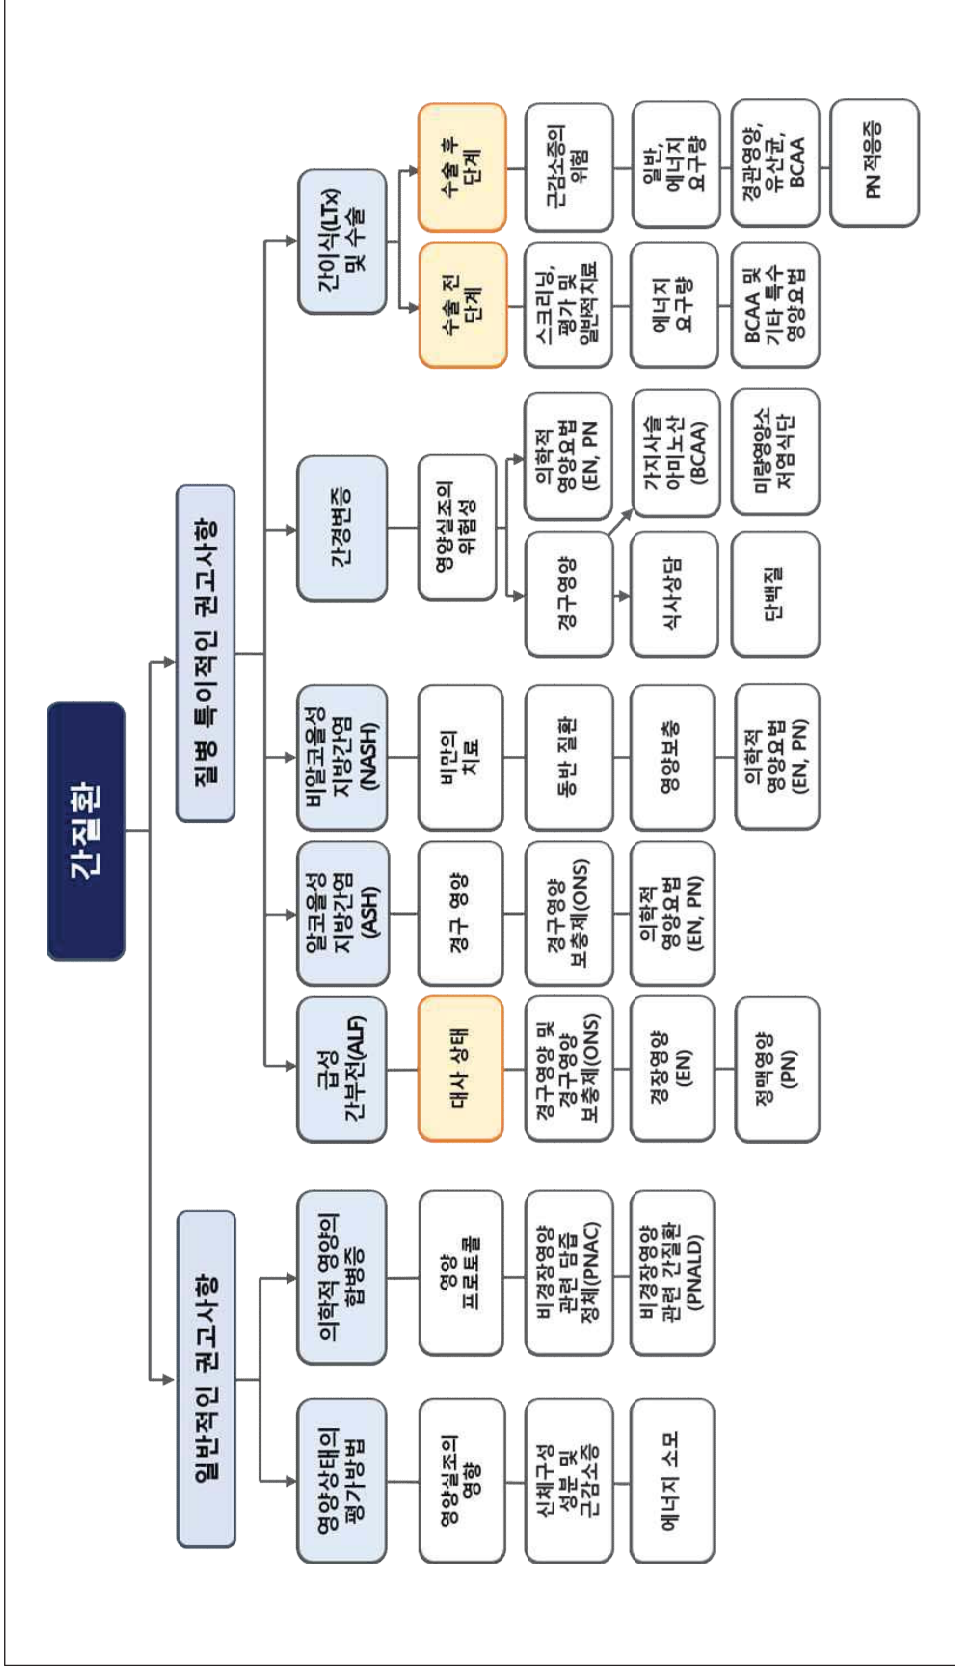 간질환
일반적인 권고사항
질병 특이적인 권고사항
영양상태의
평가방법
영양실조의
영향
신체구성
성분 및
근감소증
에너지 소모
의학적 영양의
합병증
영양
프로토콜
비경장영양
관련 담즙
정체(PNAC)
비경장영양
관련 간질환
(PNALD)
급성
간부전(ALF)
대사 상태
경구영양 및
경구영양
보충제(ONS)
경장영양
(EN)
정맥영양
(PN)
알코올성
지방간염
(ASH)
경구 영양
경구영양
보충제(ONS)
의학적
영양요법
(EN, PN)
비알코올성
지방간염
(NASH)
비만의
치료
동반 질환
영양보충
의학적
영양요법
(EN, PN)
간경변증
영양실조의
위험성
경구영양
의학적
영양요법
(EN, PN
식사상담
가지사슬
아미노산
(BCAA)
단백질
미량영양소
저염식단
간이식(LTx)
및 수술
수술 전
단계
스크리닝,
평가 및
일반적치료
에너지
요구량
BCAA 및
기타 특수
영양요법
수술 후
단계
근감소증의
위험
일반,
에너지
요구량
경관영양,
유산균,
BCAA
PN 적응증